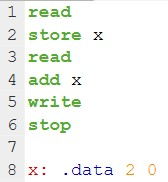 1 read
2 store x
3 read
4 add x
5 write
6 stop
7
8 x: .data 2 0